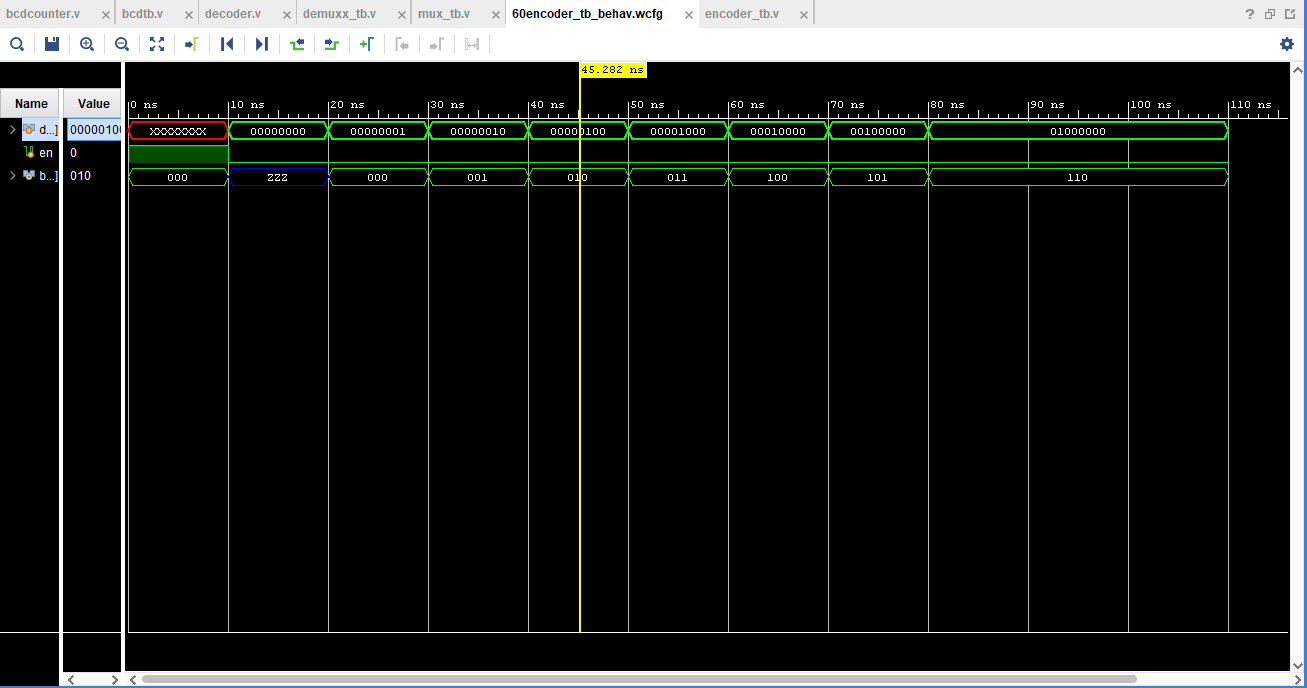 bcdcounter.v bcdtb.v decoder.v demuxx_tb.v mux_tb.v 60encoder_tb_behav.wcfg encoder_tb.v
45.282 ns
Name Value 0 ns 10 ns 20 ns 30 ns 40 ns 50 ns 60 ns 70 ns 80 ns 90 ns 100 ns 110 ns
d...] 00000100 XXXXXXXX 00000000 00000001 00000010 00000100 00001000 00010000 00100000 01000000
en 0
b...] 010 000 ZZZ 000 001 010 011 100 101 110